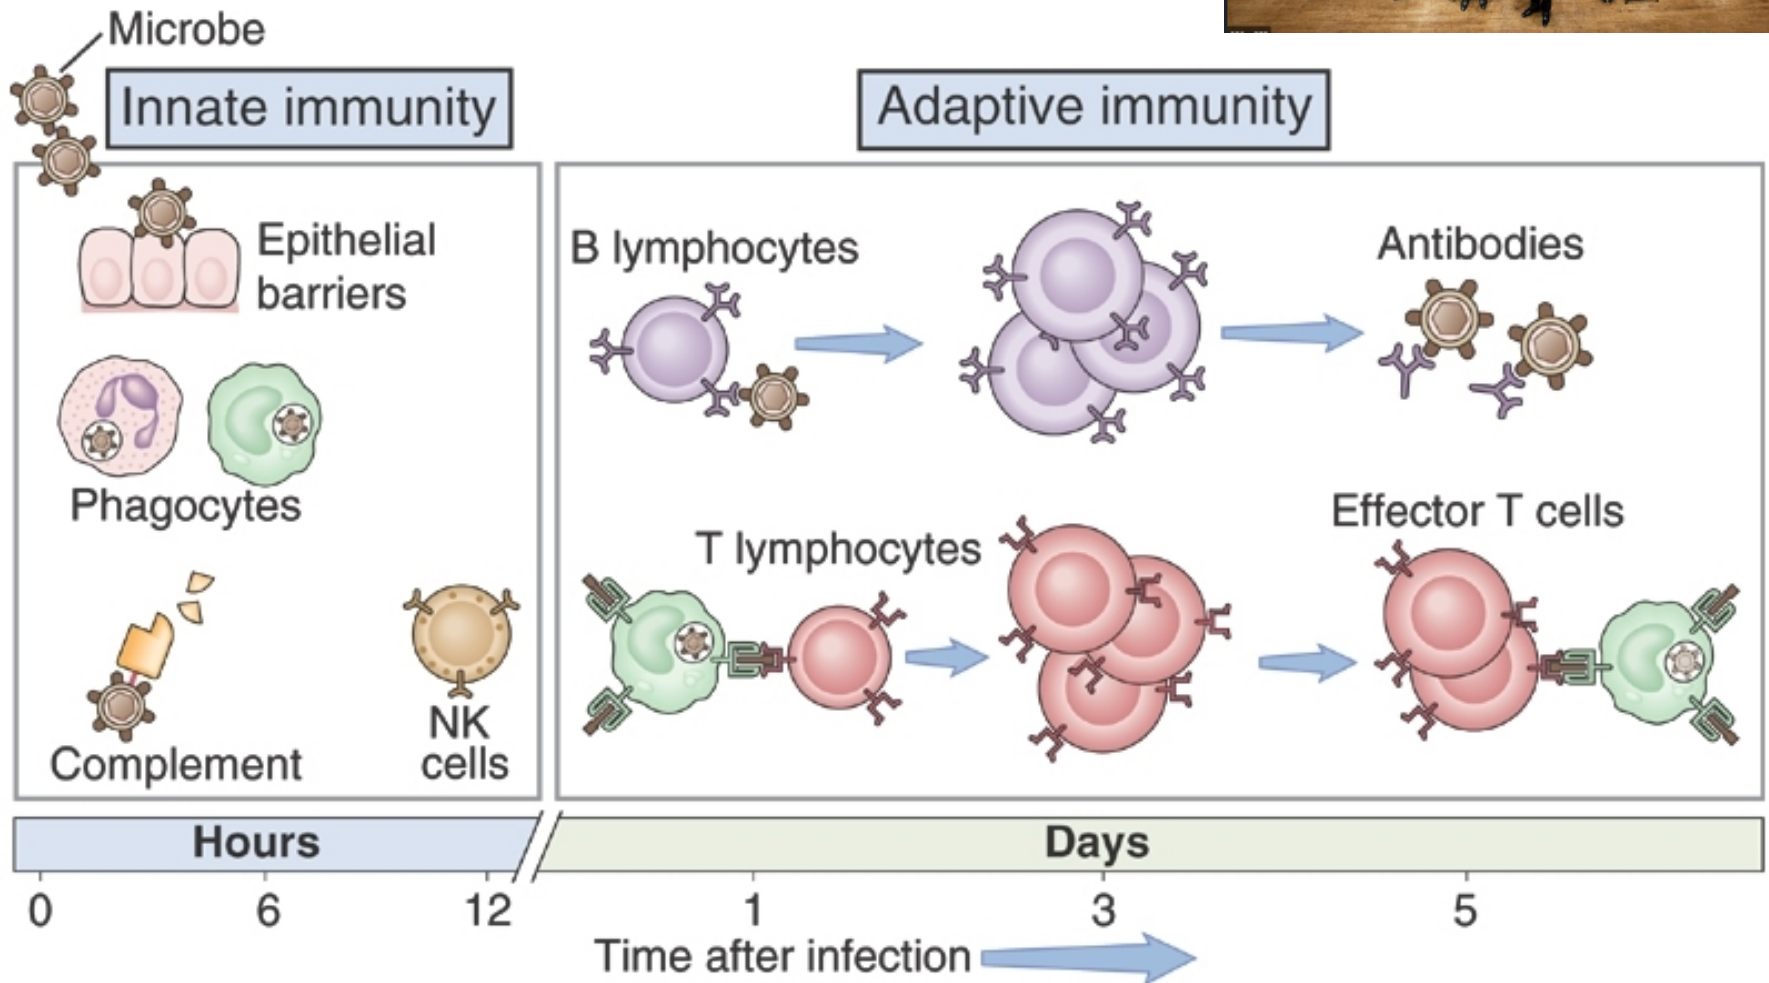 Microbe
Innate immunity
Adaptive immunity
Epithelial
barriers
B lymphocytes
Antibodies
Phagocytes
T lymphocytes
Effector T cells
Complement
NK
cells
Hours
Days
0 6 12 1 3 5
Time after infection